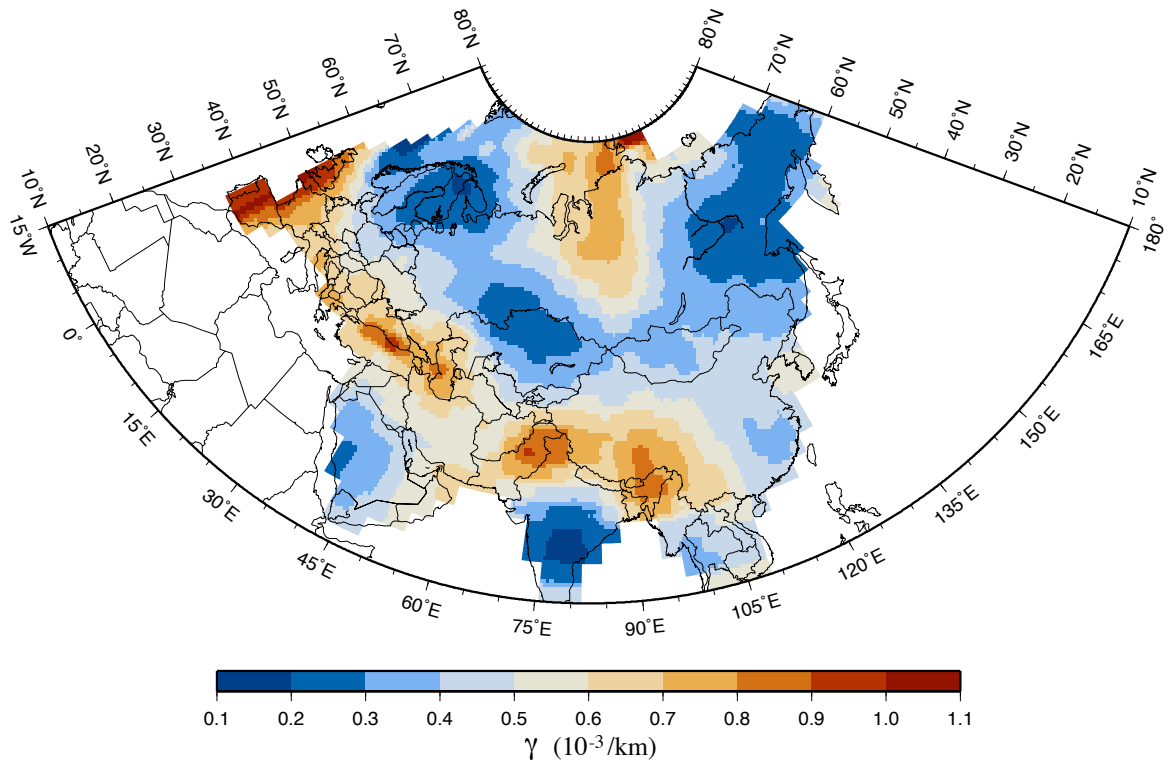 80°N 80°N
70°N 70°N
60°N 60°N
50°N 50°N
40°N 40°N
30°N 30°N
20°N 20°N
10°N 10°N
15°W 180°
0° 165°E
15°E 150°E
30°E 135°E
45°E 120°E
60°E 75°E 90°E 105°E
0.1 0.2 0.3 0.4 0.5 0.6 0.7 0.8 0.9 1.0 1.1
γ (10⁻³/km)